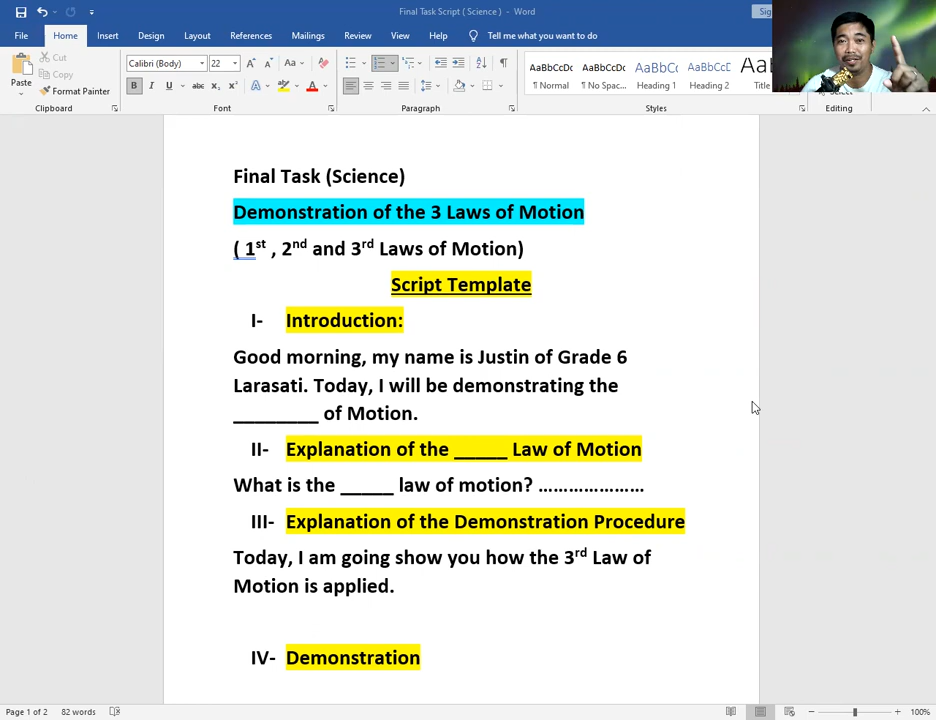 Final Task Script ( Science ) - Word
File Home Insert Design Layout References Mailings Review View Help Tell me what you want to do
Cut
Copy
Paste
Format Painter
Clipboard
Calibri (Body) 22
Font
Paragraph
AaBbCcDc AaBbCcDc AaBbCc AaBbCcD
¶ Normal ¶ No Spac... Heading 1 Heading 2 Title
Styles
Editing
Final Task (Science)
Demonstration of the 3 Laws of Motion
( 1st , 2nd and 3rd Laws of Motion)
Script Template
I- Introduction:
Good morning, my name is Justin of Grade 6
Larasati. Today, I will be demonstrating the
________ of Motion.
II- Explanation of the _____ Law of Motion
What is the _____ law of motion? …………………
III- Explanation of the Demonstration Procedure
Today, I am going show you how the 3rd Law of
Motion is applied.
IV- Demonstration
Page 1 of 2 82 words 100%